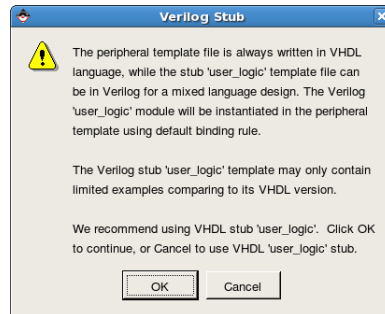 Verilog Stub
The peripheral template file is always written in VHDL
language, while the stub 'user_logic' template file can
be in Verilog for a mixed language design. The Verilog
'user_logic' module will be instantiated in the peripheral
template using default binding rule.
The Verilog stub 'user_logic' template may only contain
limited examples comparing to its VHDL version.
We recommend using VHDL stub 'user_logic'. Click OK
to continue, or Cancel to use VHDL 'user_logic' stub.
OK Cancel